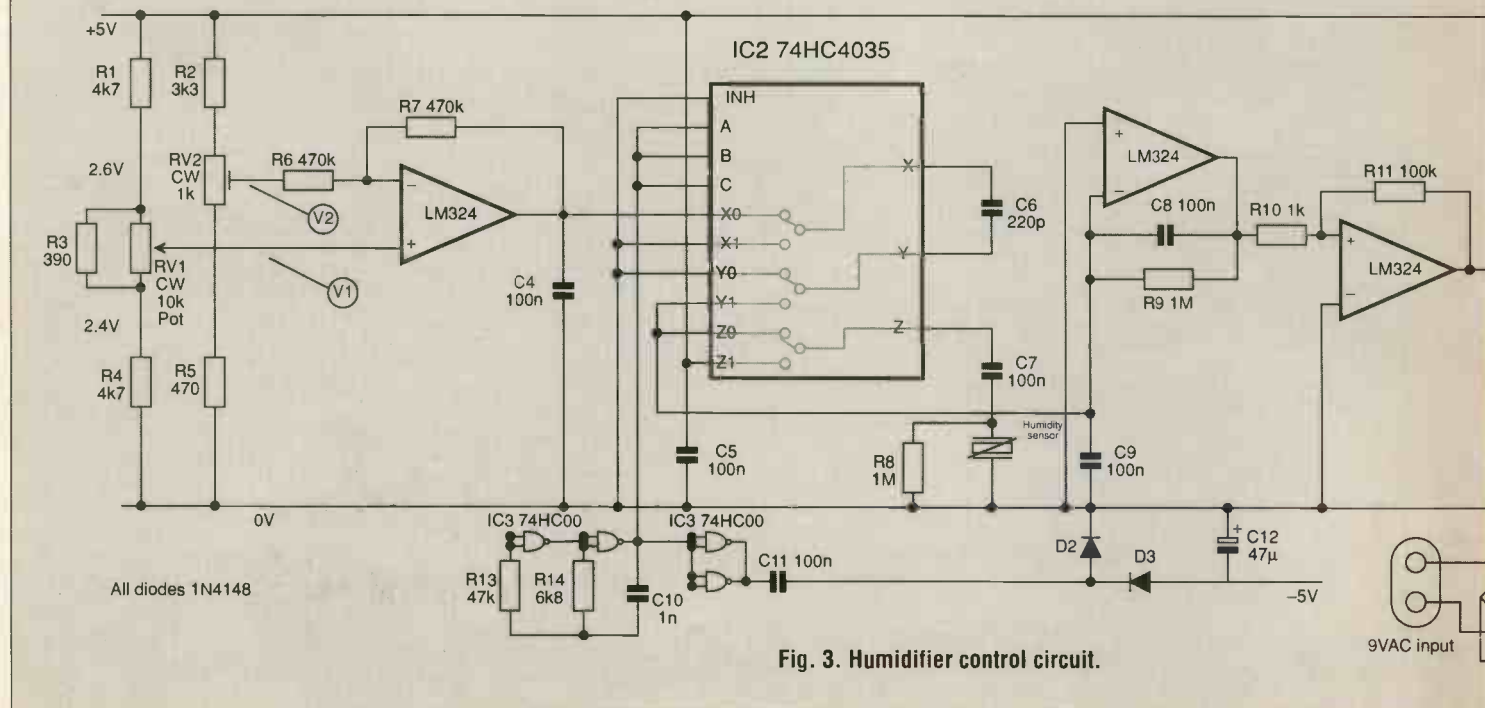 +5V
R1
4k7
R2
3k3
2.6V
RV2
CW
1k
R6 470k
R7 470k
V2
−
+
LM324
R3
390
RV1
CW
10k
Pot
V1
2.4V
C4
100n
R4
4k7
R5
470
0V
All diodes 1N4148
IC2 74HC4035
INH
A
B
C
X0
X1
Y0
Y1
Z0
Z1
X
Y
Z
C6
220p
C7
100n
C5
100n
R8
1M
Humidity
sensor
+
−
LM324
C8 100n
R9 1M
R10 1k
R11 100k
+
−
LM324
C9
100n
IC3 74HC00
IC3 74HC00
R13
47k
R14
6k8
C10
1n
C11 100n
D2
D3
+
C12
47µ
−5V
9VAC input
Fig. 3. Humidifier control circuit.